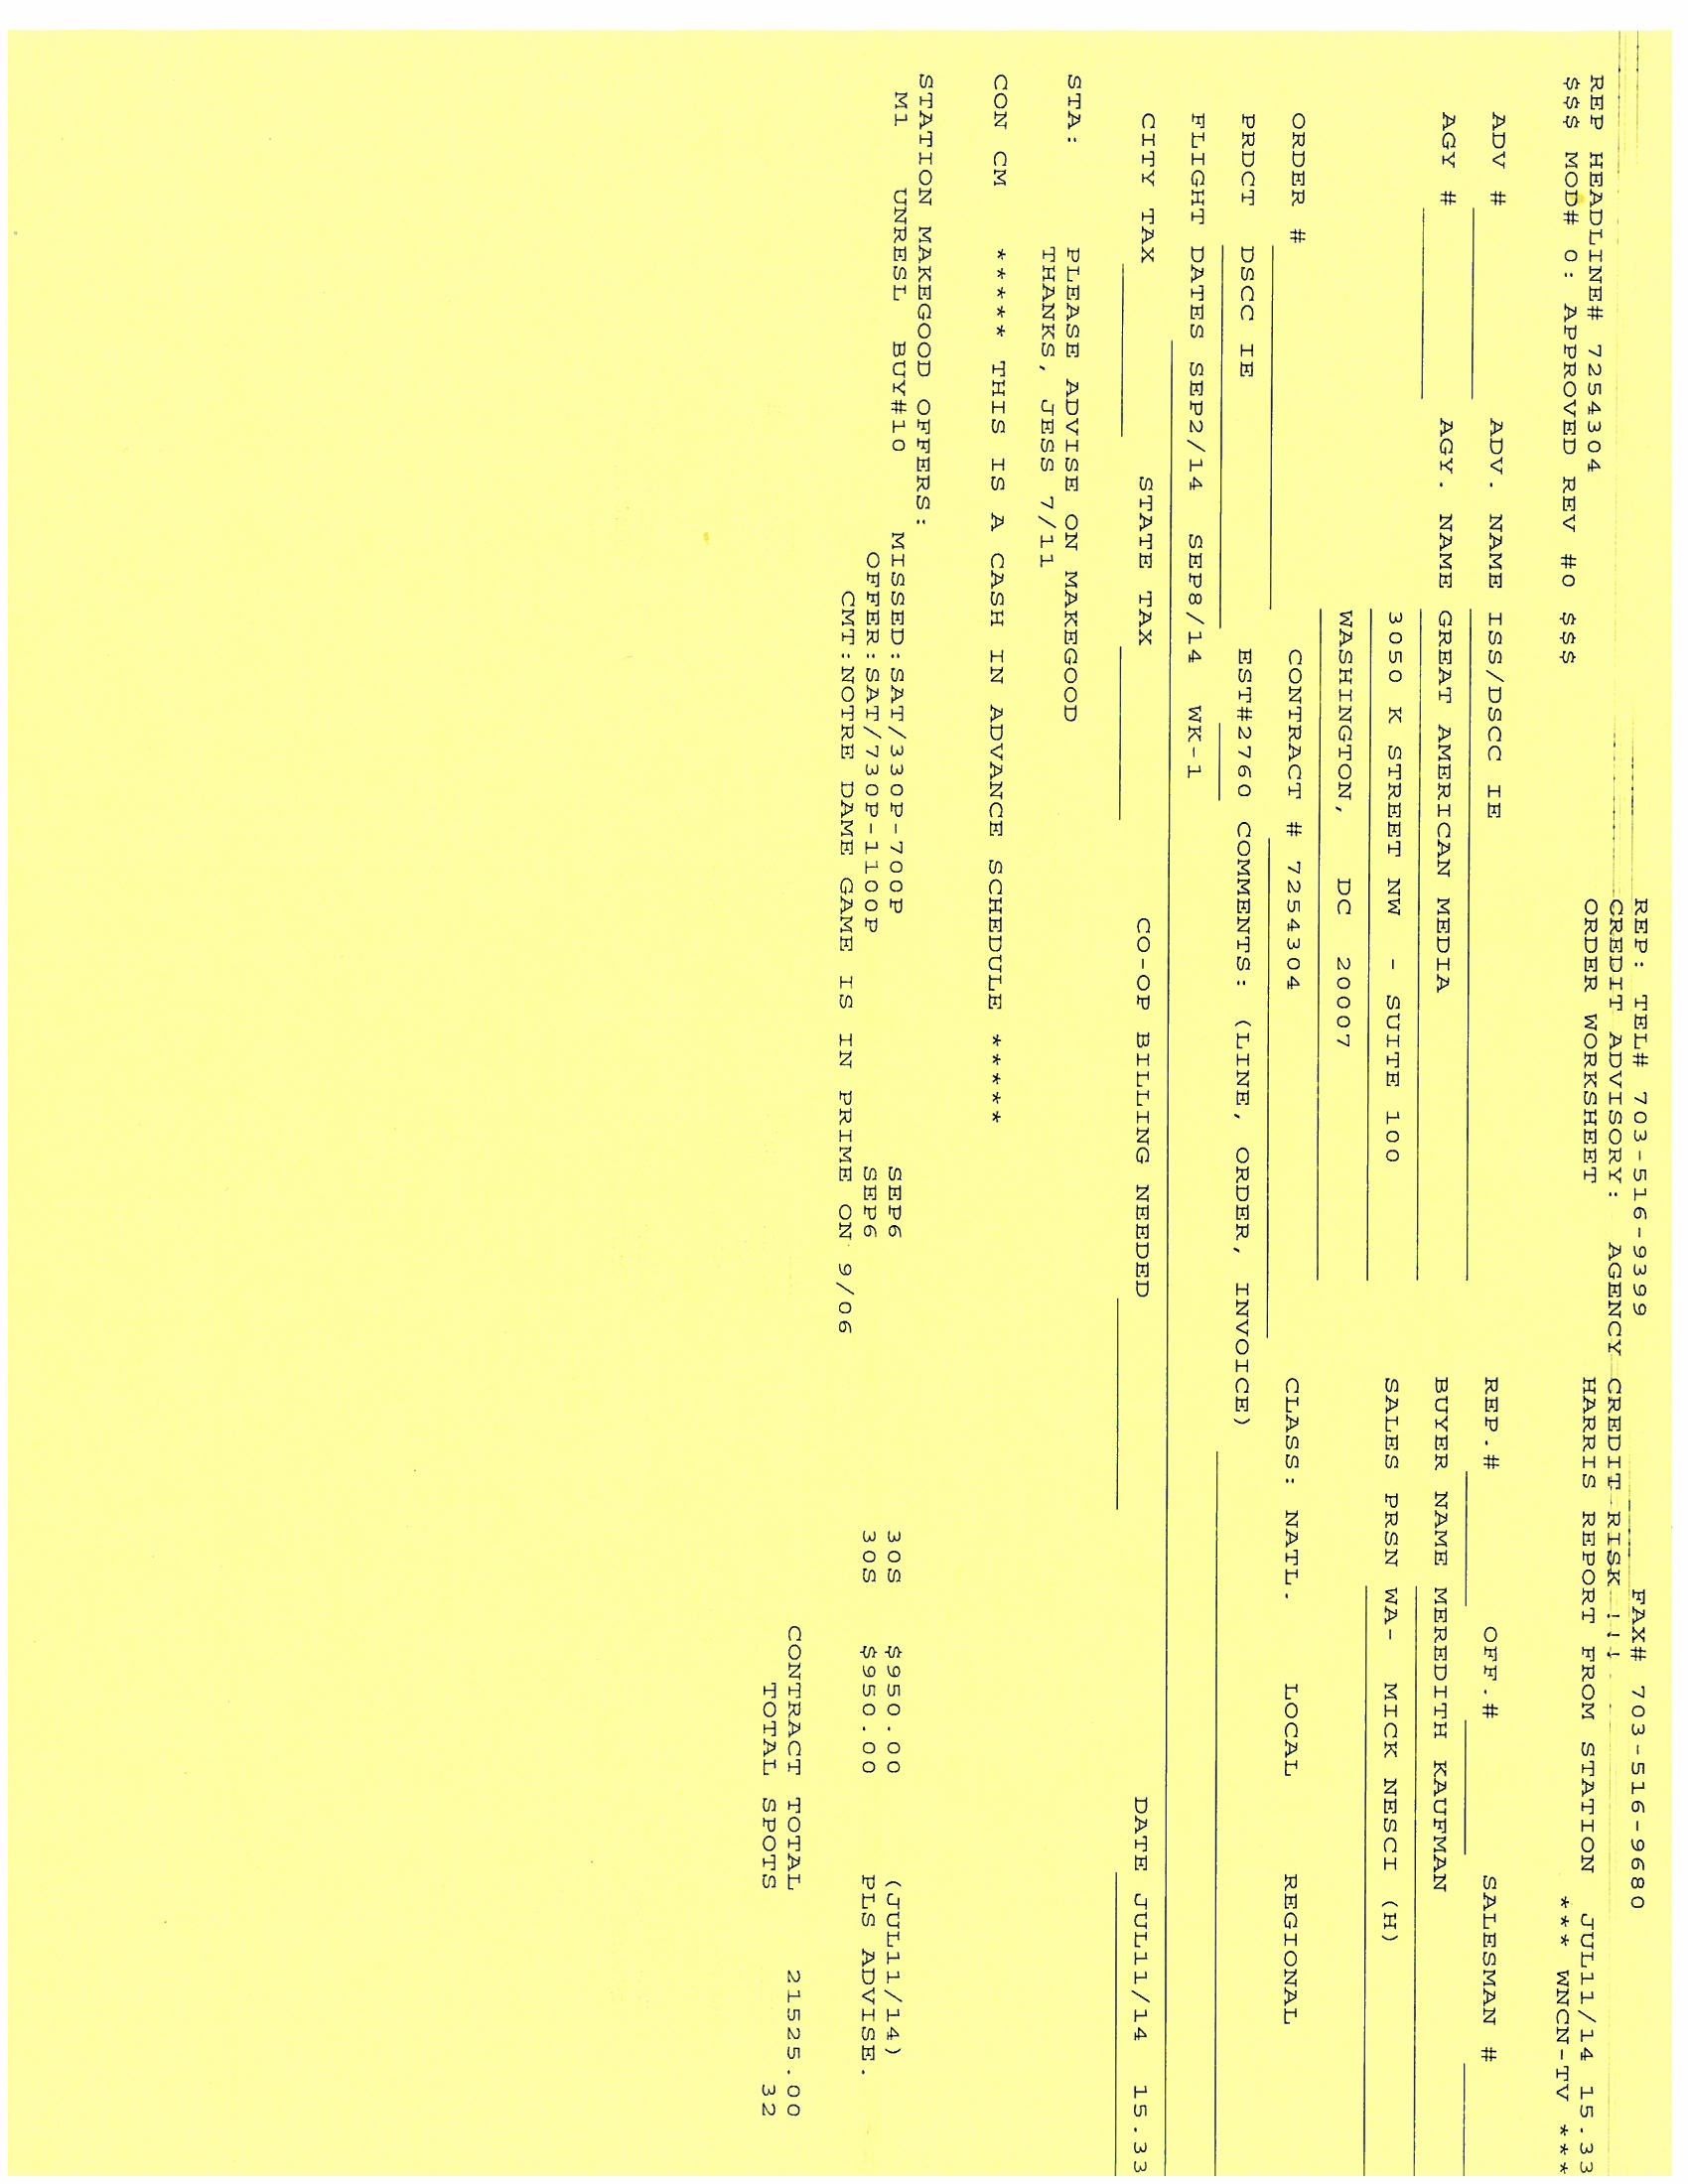 REP: TEL# 703-516-9399 FAX# 703-516-9680
CREDIT ADVISORY: AGENCY CREDIT RISK !!!
ORDER WORKSHEET HARRIS REPORT FROM STATION JUL11/14 15.33
REP HEADLINE# 7254304 *** WNCN-TV ***
$$$ MOD# 0: APPROVED REV #0 $$$
ADV # ADV. NAME ISS/DSCC IE REP.# OFF.# SALESMAN #
AGY # AGY. NAME GREAT AMERICAN MEDIA BUYER NAME MEREDITH KAUFMAN
3050 K STREET NW - SUITE 100 SALES PRSN WA- MICK NESCI (H)
WASHINGTON, DC 20007
ORDER # CONTRACT # 7254304 CLASS: NATL. LOCAL REGIONAL
PRDCT DSCC IE EST#2760 COMMENTS: (LINE, ORDER, INVOICE)
FLIGHT DATES SEP2/14 SEP8/14 WK-1
CITY TAX STATE TAX CO-OP BILLING NEEDED DATE JUL11/14 15.33
STA: PLEASE ADVISE ON MAKEGOOD
THANKS, JESS 7/11
CON CM ***** THIS IS A CASH IN ADVANCE SCHEDULE *****
STATION MAKEGOOD OFFERS:
M1 UNRESL BUY#10 MISSED:SAT/330P-700P SEP6 30S $950.00 (JUL11/14)
OFFER:SAT/730P-1100P SEP6 30S $950.00 PLS ADVISE.
CMT:NOTRE DAME GAME IS IN PRIME ON 9/06
CONTRACT TOTAL 21525.00
TOTAL SPOTS 32